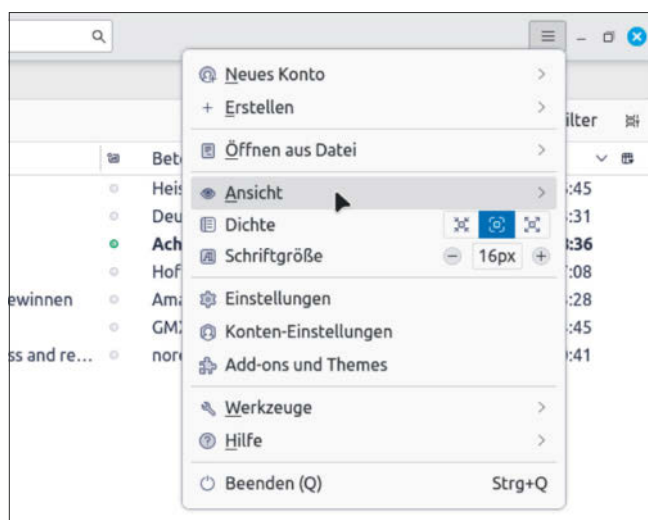 Neues Konto
+ Erstellen
ilter
Öffnen aus Datei
Bet
Heis
Ansicht
:45
Deu
Dichte
:31
Ach
Schriftgröße
16px
:36
Hof
:08
ewinnen
Ama
Einstellungen
:28
GMX
Konten-Einstellungen
:45
ss and re...
nore
Add-ons und Themes
:41
Werkzeuge
Hilfe
Beenden (Q)
Strg+Q